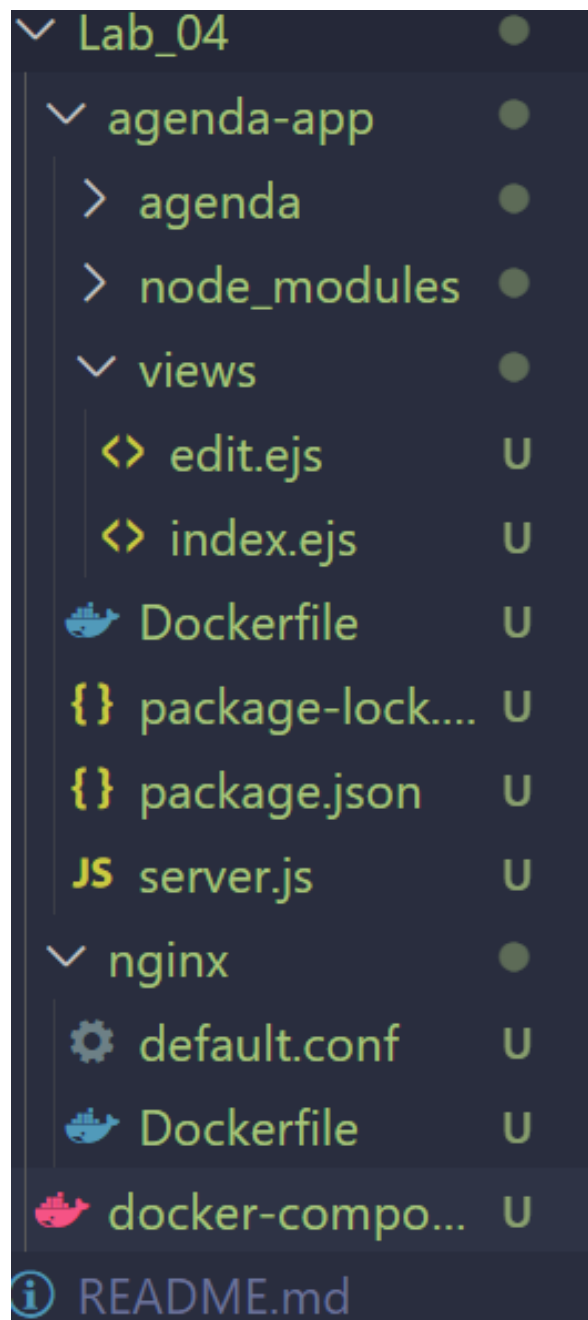 Lab_04
agenda-app
agenda
node_modules
views
<> edit.ejs U
<> index.ejs U
Dockerfile U
{} package-lock.... U
{} package.json U
JS server.js U
nginx
default.conf U
Dockerfile U
docker-compo... U
README.md